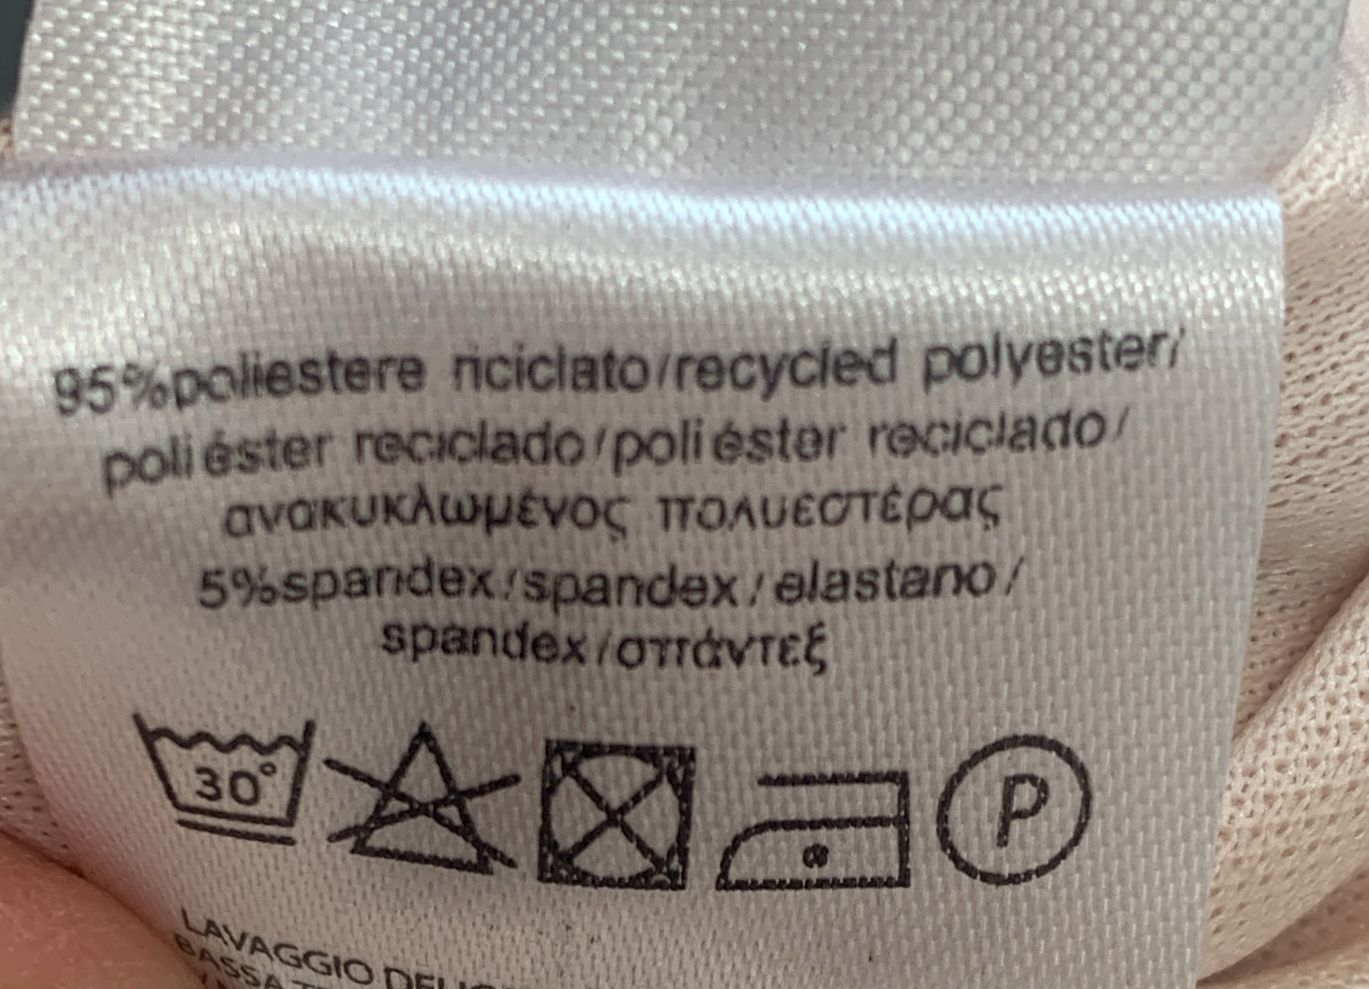 95%poliestere riciclato/recycled polyester/
poliéster reciclado/poliéster reciclado/
ανακυκλωμένος πολυεστέρας
5%spandex/spandex/elastano/
spandex/σπάντεξ
30°
P
LAVAGGIO
BASSA